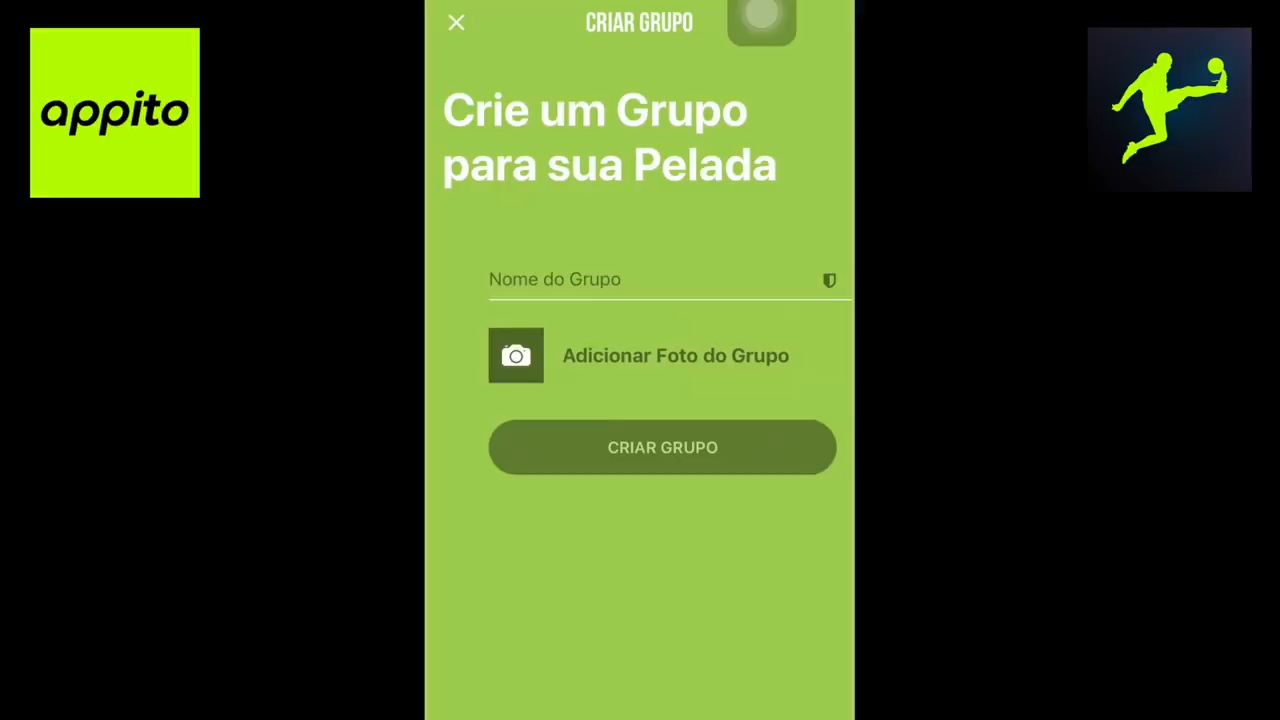 appito
CRIAR GRUPO
Crie um Grupo
para sua Pelada
Nome do Grupo
Adicionar Foto do Grupo
CRIAR GRUPO